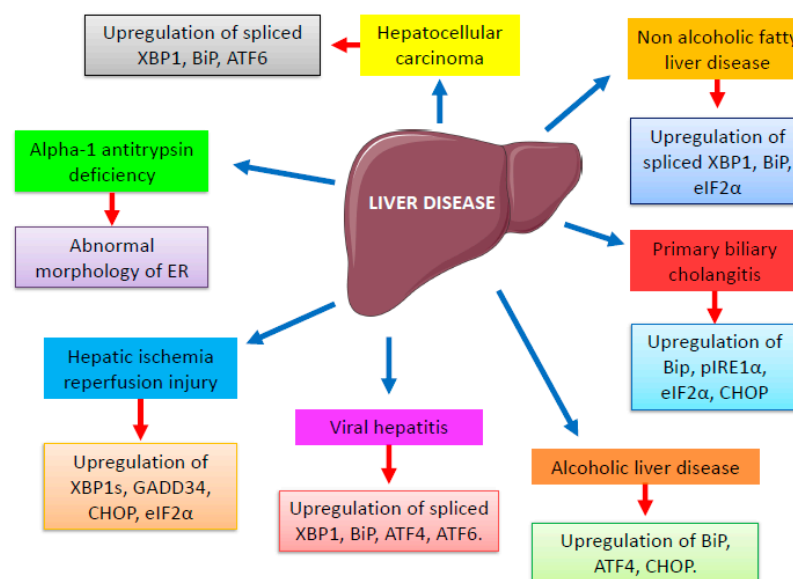 Upregulation of spliced
XBP1, BiP, ATF6
Hepatocellular
carcinoma
Non alcoholic fatty
liver disease
Upregulation of
spliced XBP1, BiP,
eIF2α
Alpha-1 antitrypsin
deficiency
Abnormal
morphology of ER
LIVER DISEASE
Primary biliary
cholangitis
Upregulation of
Bip, pIRE1α,
eIF2α, CHOP
Hepatic ischemia
reperfusion injury
Upregulation of
XBP1s, GADD34,
CHOP, eIF2α
Viral hepatitis
Upregulation of spliced
XBP1, BiP, ATF4, ATF6.
Alcoholic liver disease
Upregulation of BiP,
ATF4, CHOP.